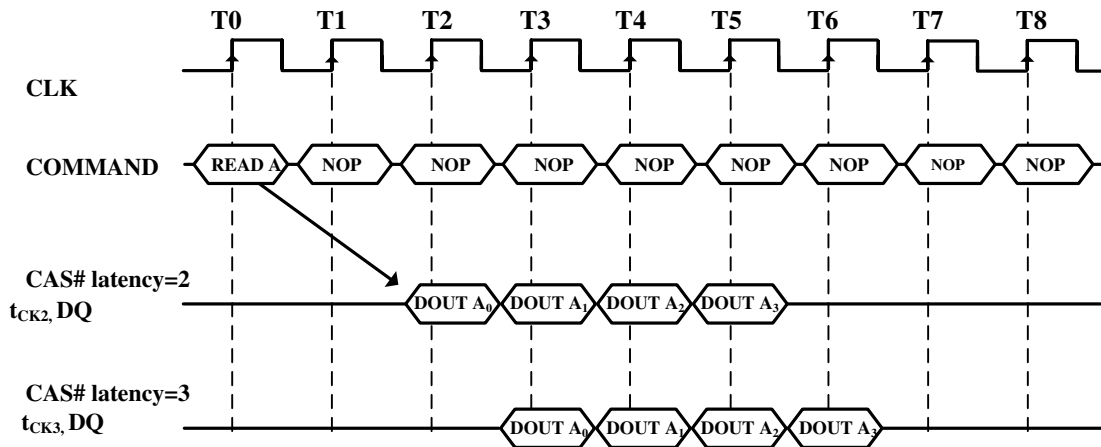 T0 T1 T2 T3 T4 T5 T6 T7 T8
CLK
COMMAND READ A NOP NOP NOP NOP NOP NOP NOP NOP
CAS# latency=2
tCK2, DQ DOUT A0 DOUT A1 DOUT A2 DOUT A3
CAS# latency=3
tCK3, DQ DOUT A0 DOUT A1 DOUT A2 DOUT A3